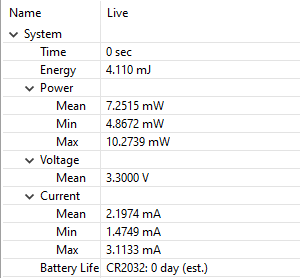 Name Live
System
Time 0 sec
Energy 4.110 mJ
Power
Mean 7.2515 mW
Min 4.8672 mW
Max 10.2739 mW
Voltage
Mean 3.3000 V
Current
Mean 2.1974 mA
Min 1.4749 mA
Max 3.1133 mA
Battery Life CR2032: 0 day (est.)